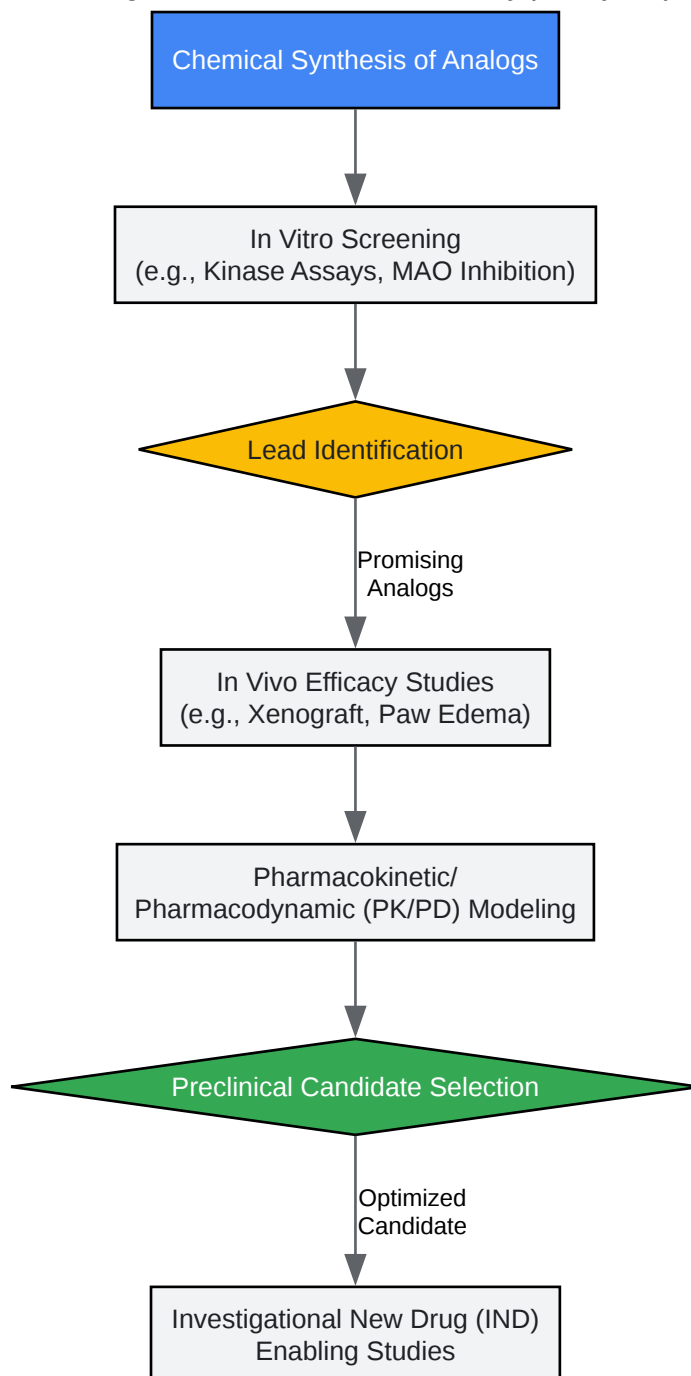 Chemical Synthesis of Analogs
In Vitro Screening
(e.g., Kinase Assays, MAO Inhibition)
Lead Identification
Promising
Analogs
In Vivo Efficacy Studies
(e.g., Xenograft, Paw Edema)
Pharmacokinetic/
Pharmacodynamic (PK/PD) Modeling
Preclinical Candidate Selection
Optimized
Candidate
Investigational New Drug (IND)
Enabling Studies